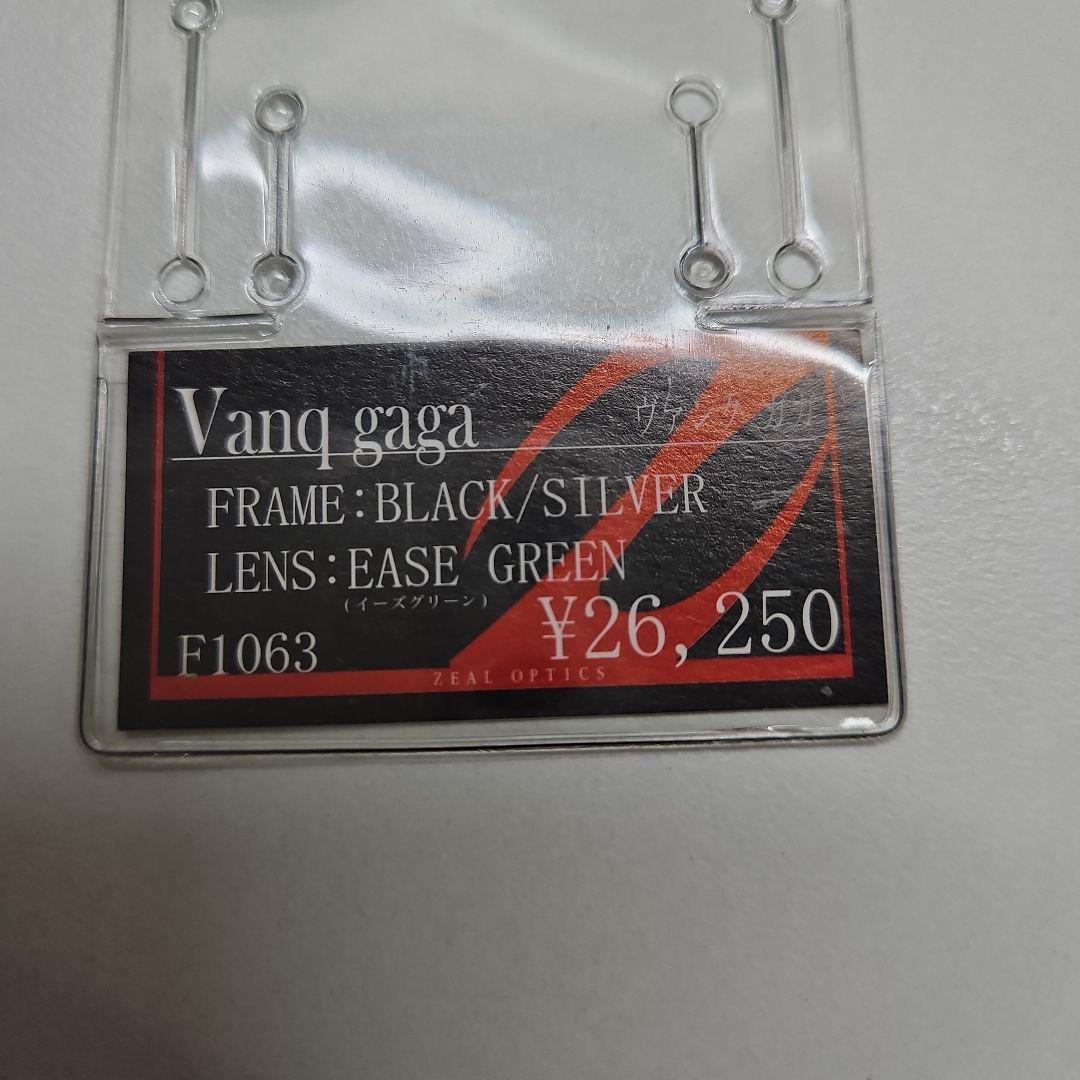 Vanq gaga ヴァンク ガガ
FRAME:BLACK/SILVER
LENS:EASE GREEN
(イーズグリーン)
F1063 ¥26,250
ZEAL OPTICS